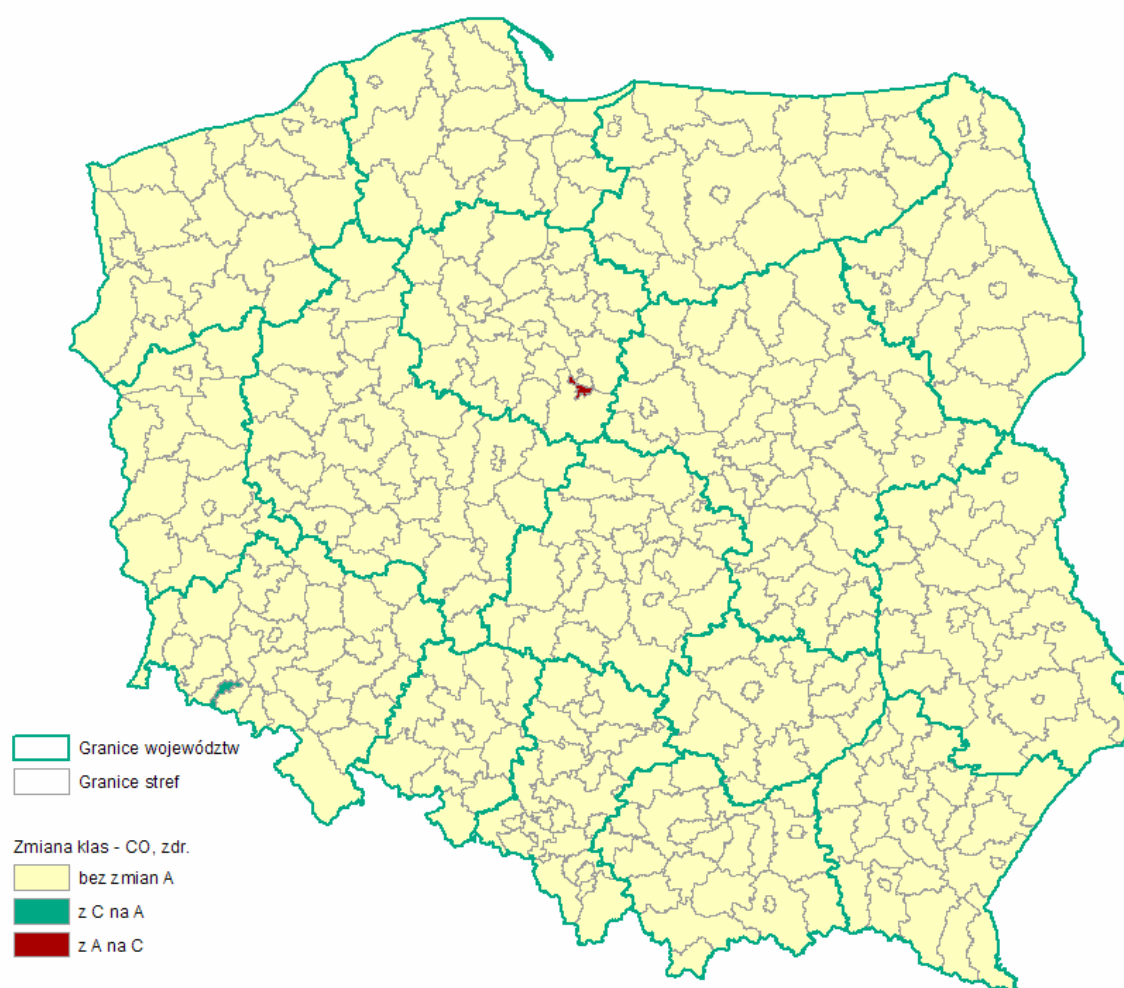 Granice województw
Granice stref
Zmiana klas - CO, zdr.
bez zmian A
z C na A
z A na C